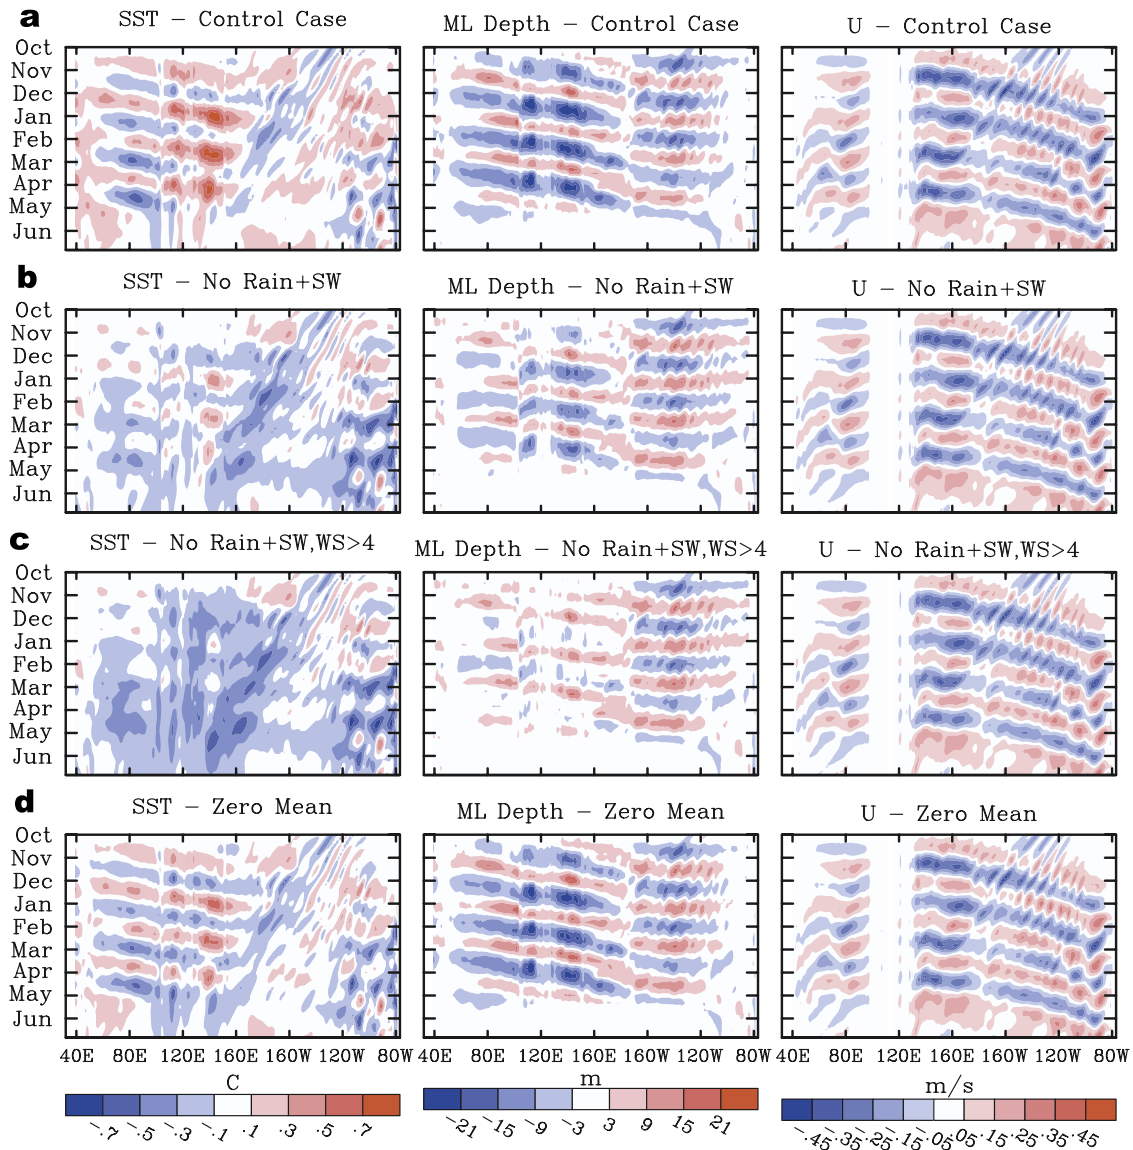 a
SST – Control Case
ML Depth – Control Case
U – Control Case
Oct
Nov
Dec
Jan
Feb
Mar
Apr
May
Jun
b
SST – No Rain+SW
ML Depth – No Rain+SW
U – No Rain+SW
Oct
Nov
Dec
Jan
Feb
Mar
Apr
May
Jun
c
SST – No Rain+SW,WS>4
ML Depth – No Rain+SW,WS>4
U – No Rain+SW,WS>4
Oct
Nov
Dec
Jan
Feb
Mar
Apr
May
Jun
d
SST – Zero Mean
ML Depth – Zero Mean
U – Zero Mean
Oct
Nov
Dec
Jan
Feb
Mar
Apr
May
Jun
40E 80E 120E 160E 160W 120W 80W
40E 80E 120E 160E 160W 120W 80W
40E 80E 120E 160E 160W 120W 80W
C
m
m/s
–.7 –.5 –.3 –.1 .1 .3 .5 .7
–21 –15 –9 –3 3 9 15 21
–.45 –.35 –.25 –.15 –.05 .05 .15 .25 .35 .45